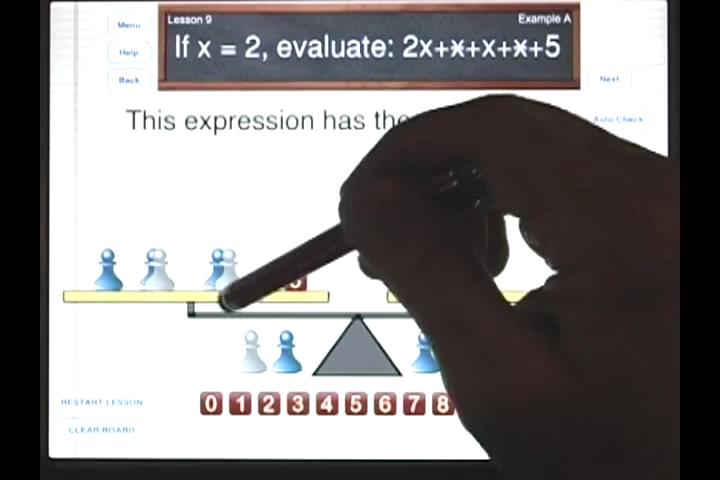 Menu
Help
Back
Lesson 9
Example A
If x = 2, evaluate: 2x+x+x+x+5
Next
Auto Check
This expression has the
RESTART LESSON
CLEAR BOARD
0 1 2 3 4 5 6 7 8